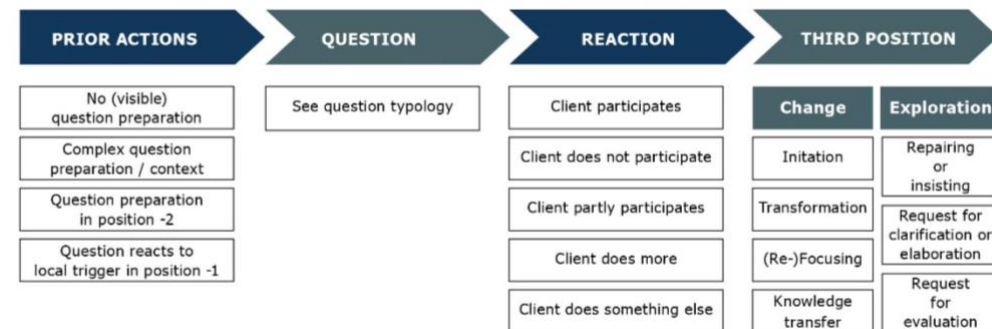 PRIOR ACTIONS
QUESTION
REACTION
THIRD POSITION
No (visible)
question preparation
Complex question
preparation / context
Question preparation
in position -2
Question reacts to
local trigger in position -1
See question typology
Client participates
Client does not participate
Client partly participates
Client does more
Client does something else
Change
Initation
Transformation
(Re-)Focusing
Knowledge
transfer
Exploration
Repairing
or
insisting
Request for
clarification or
elaboration
Request
for
evaluation